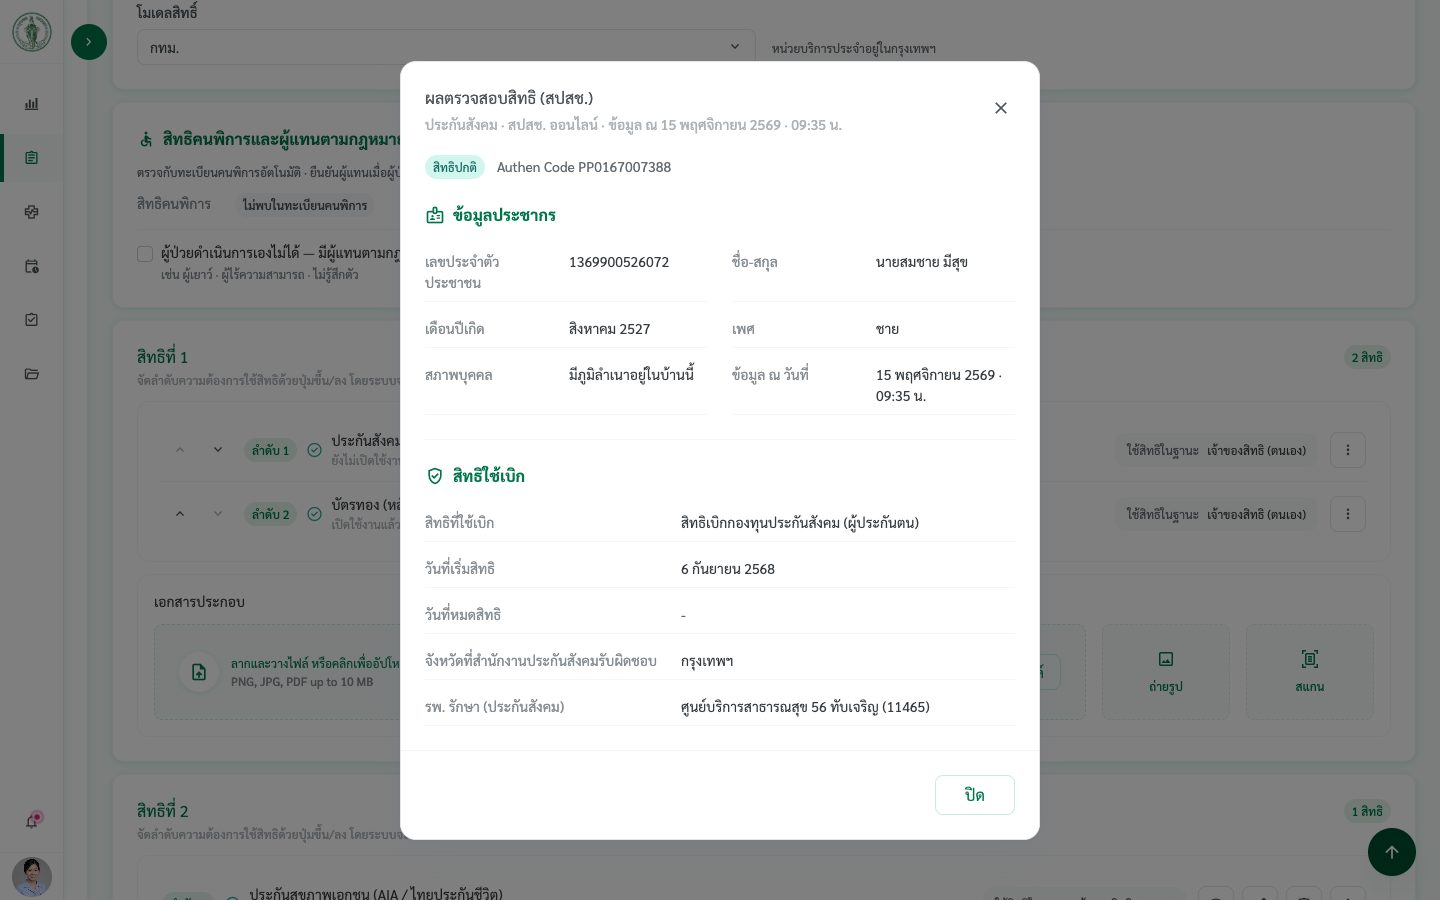 โมเดลสิทธิ์
กทม.
หน่วยบริการประจำอยู่ในกรุงเทพฯ
ผลตรวจสอบสิทธิ (สปสช.)
ประกันสังคม · สปสช. ออนไลน์ · ข้อมูล ณ 15 พฤศจิกายน 2569 · 09:35 น.
สิทธิปกติ Authen Code PP0167007388
ข้อมูลประชากร
เลขประจำตัวประชาชน 1369900526072 ชื่อ-สกุล นายสมชาย มีสุข
เดือนปีเกิด สิงหาคม 2527 เพศ ชาย
สภาพบุคคล มีภูมิลำเนาอยู่ในบ้านนี้ ข้อมูล ณ วันที่ 15 พฤศจิกายน 2569 · 09:35 น.
สิทธิใช้เบิก
สิทธิที่ใช้เบิก สิทธิเบิกกองทุนประกันสังคม (ผู้ประกันตน)
วันที่เริ่มสิทธิ 6 กันยายน 2568
วันที่หมดสิทธิ -
จังหวัดที่สำนักงานประกันสังคมรับผิดชอบ กรุงเทพฯ
รพ. รักษา (ประกันสังคม) ศูนย์บริการสาธารณสุข 56 ทับเจริญ (11465)
ปิด
สิทธิคนพิการและผู้แทนตามกฎหมาย
ตรวจกับทะเบียนคนพิการอัตโนมัติ · ยืนยันผู้แทนเมื่อผู้
สิทธิคนพิการ ไม่พบในทะเบียนคนพิการ
ผู้ป่วยดำเนินการเองไม่ได้ — มีผู้แทนตามก
เช่น ผู้เยาว์ · ผู้ไร้ความสามารถ · ไม่รู้สึกตัว
สิทธิที่ 1 2 สิทธิ
จัดลำดับความต้องการใช้สิทธิด้วยปุ่มขึ้น/ลง โดยระบบ
ลำดับ 1 ประกันสังคม ใช้สิทธิในฐานะ เจ้าของสิทธิ (ตนเอง)
ยังไม่เปิดใช้งาน
ลำดับ 2 บัตรทอง ใช้สิทธิในฐานะ เจ้าของสิทธิ (ตนเอง)
เปิดใช้งานแล้ว
เอกสารประกอบ
ลากและวางไฟล์ หรือคลิกเพื่ออัปโห
PNG, JPG, PDF up to 10 MB
ถ่ายรูป
สแกน
สิทธิที่ 2 1 สิทธิ
จัดลำดับความต้องการใช้สิทธิด้วยปุ่มขึ้น/ลง โดยระบบ
ประกันสุขภาพเอกชน (AIA / ไทยประกันชีวิต)